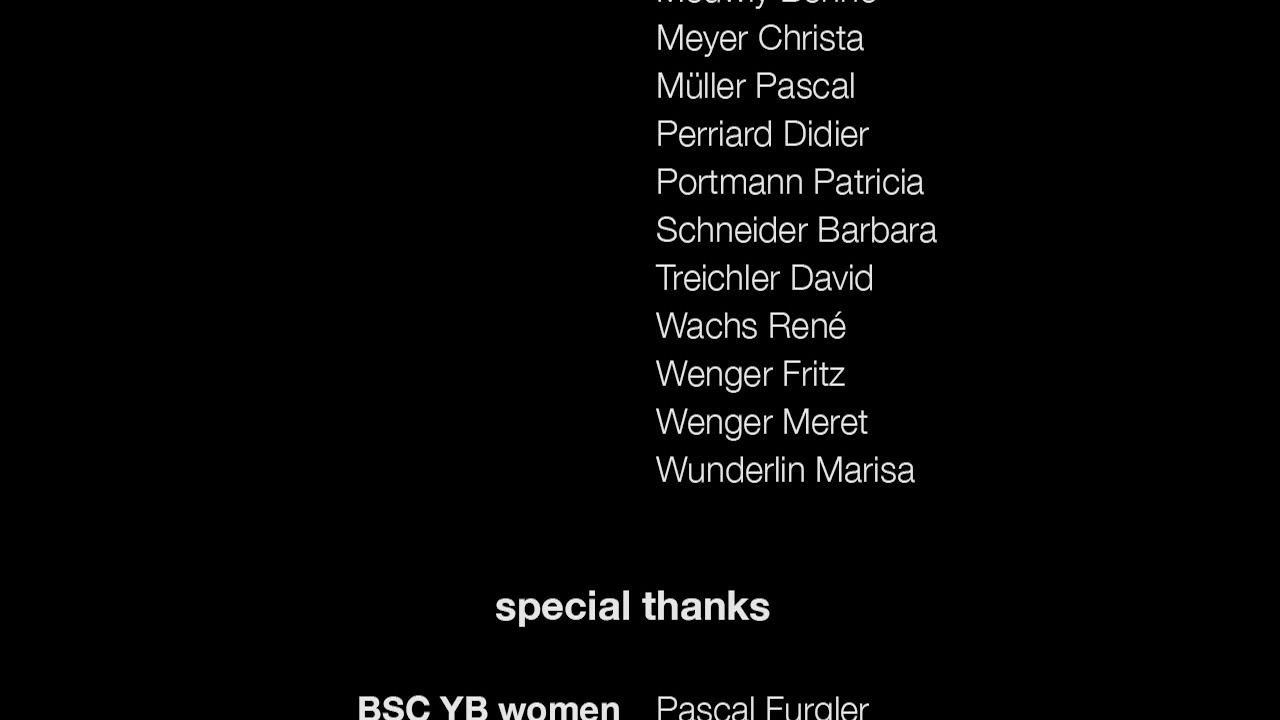 Meyer Christa
Müller Pascal
Perriard Didier
Portmann Patricia
Schneider Barbara
Treichler David
Wachs René
Wenger Fritz
Wenger Meret
Wunderlin Marisa
special thanks
BSC YB women Pascal Furgler